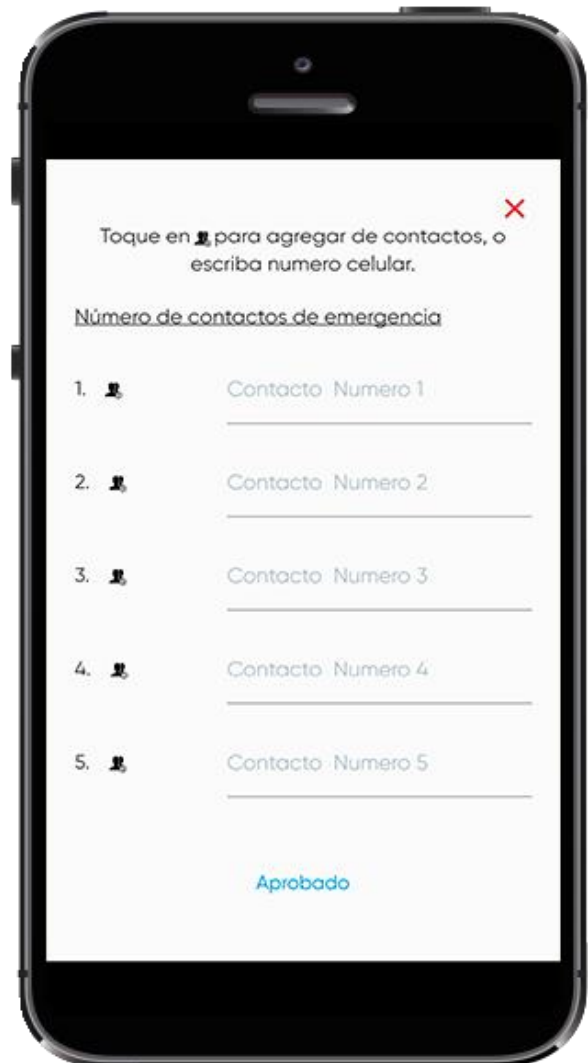 Toque en para agregar de contactos, o
escriba numero celular.
Número de contactos de emergencia
1. Contacto Numero 1
2. Contacto Numero 2
3. Contacto Numero 3
4. Contacto Numero 4
5. Contacto Numero 5
Aprobado